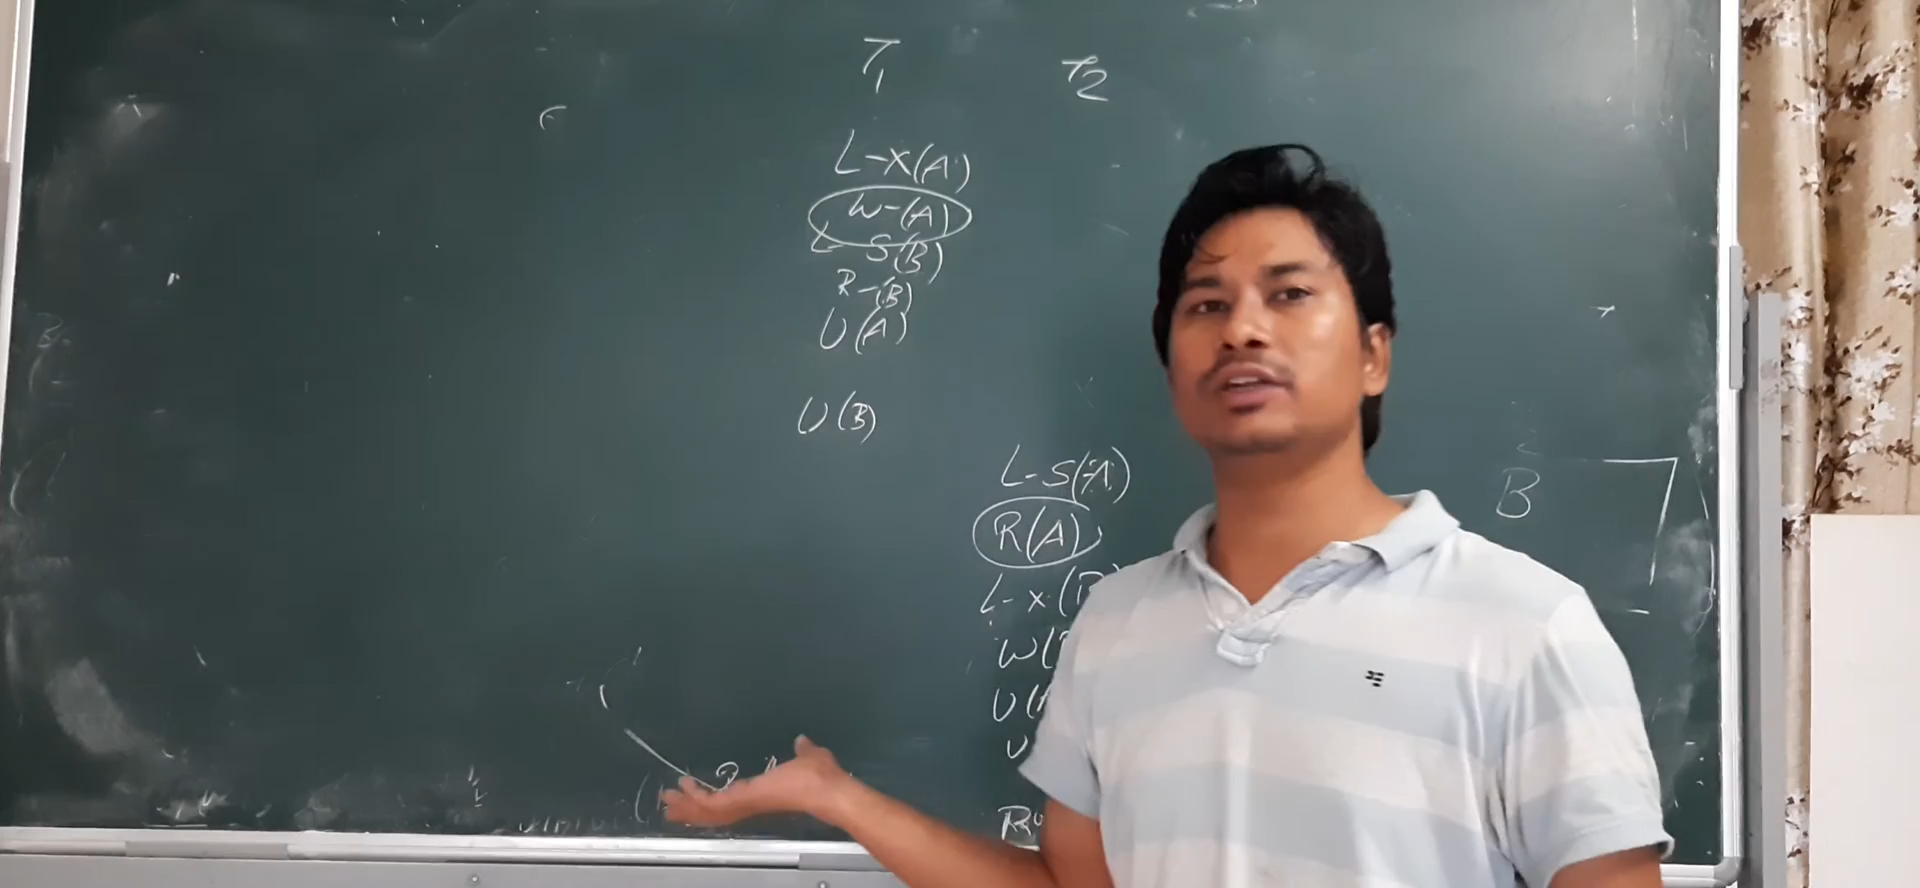 T1 T2
L-X(A)
W-(A)
L-S(B)
R-(B)
U(A)
U(B)
L-S(A)
R(A)
B
L-X(
W(
U(
U